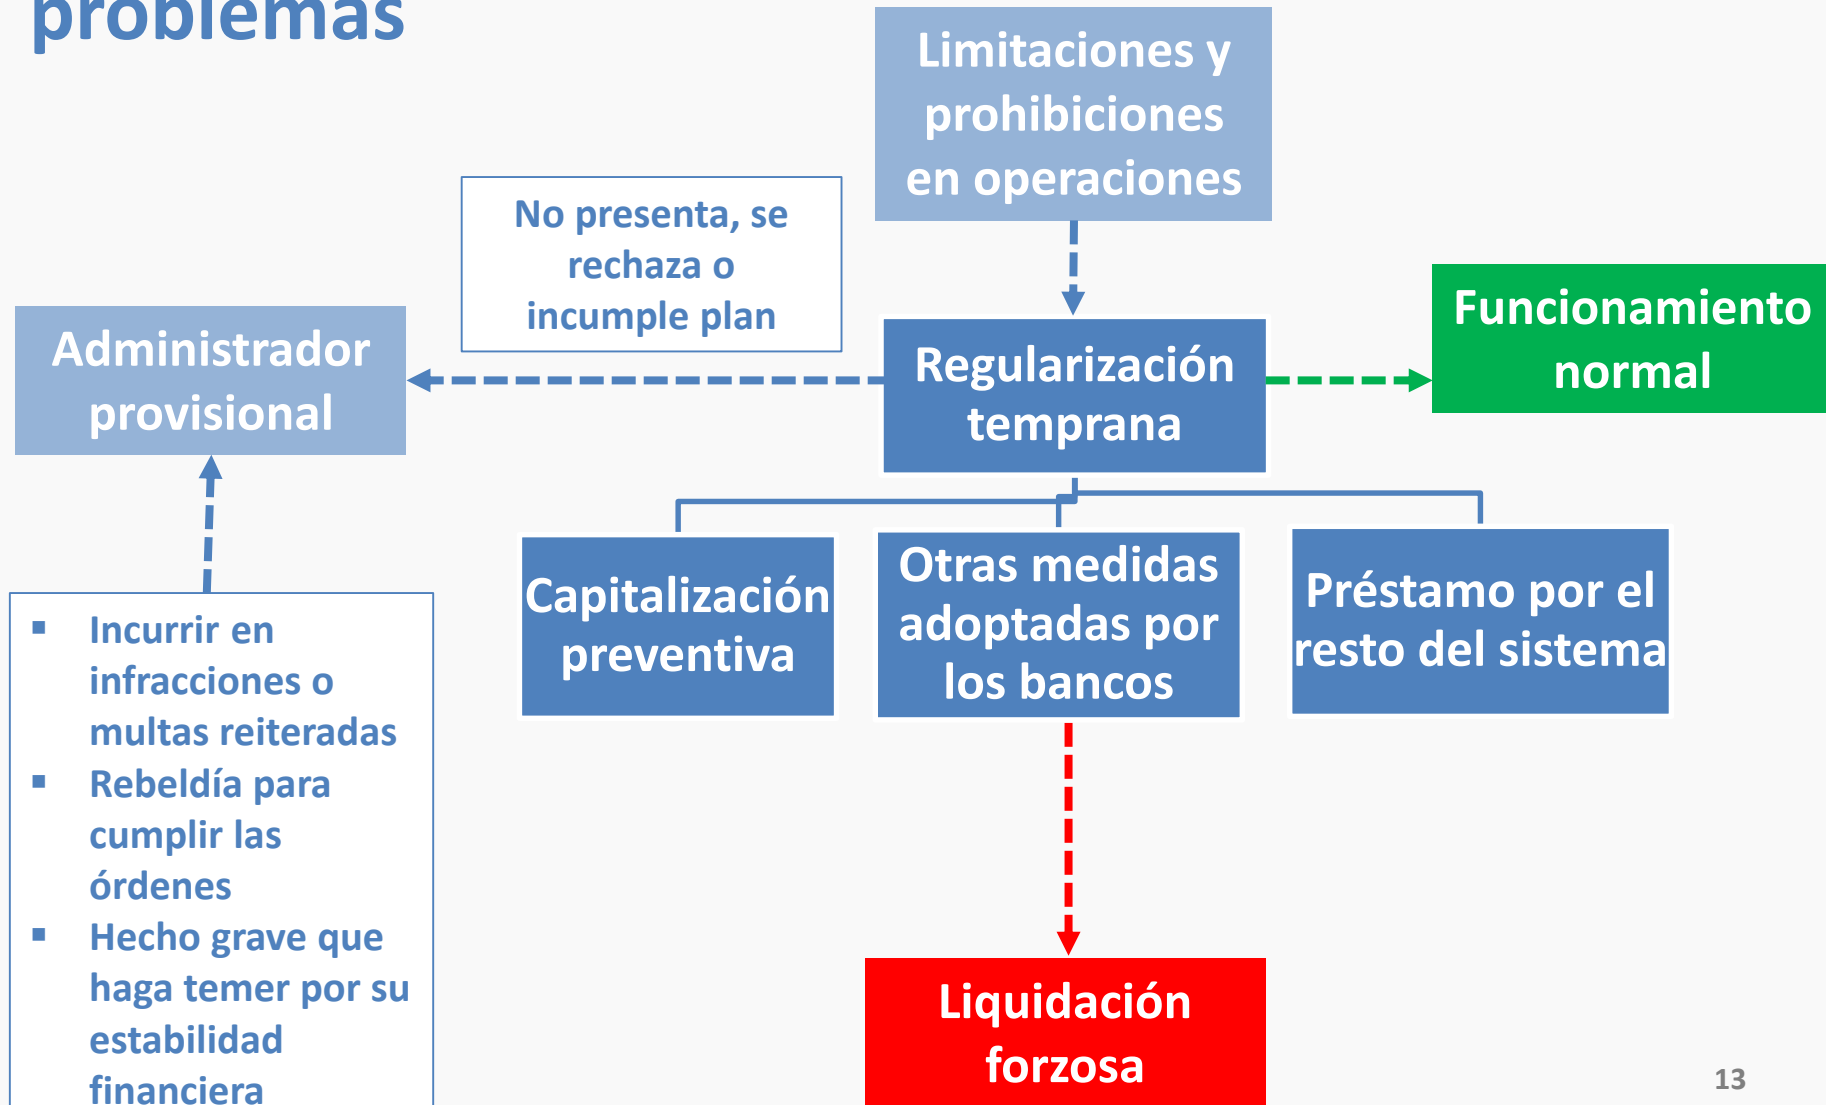 problemas
Limitaciones y
prohibiciones
en operaciones
No presenta, se
rechaza o
incumple plan
Administrador
provisional
Regularización
temprana
Funcionamiento
normal
Capitalización
preventiva
Otras medidas
adoptadas por
los bancos
Préstamo por el
resto del sistema
▪ Incurrir en
infracciones o
multas reiteradas
▪ Rebeldía para
cumplir las
órdenes
▪ Hecho grave que
haga temer por su
estabilidad
financiera
Liquidación
forzosa
13